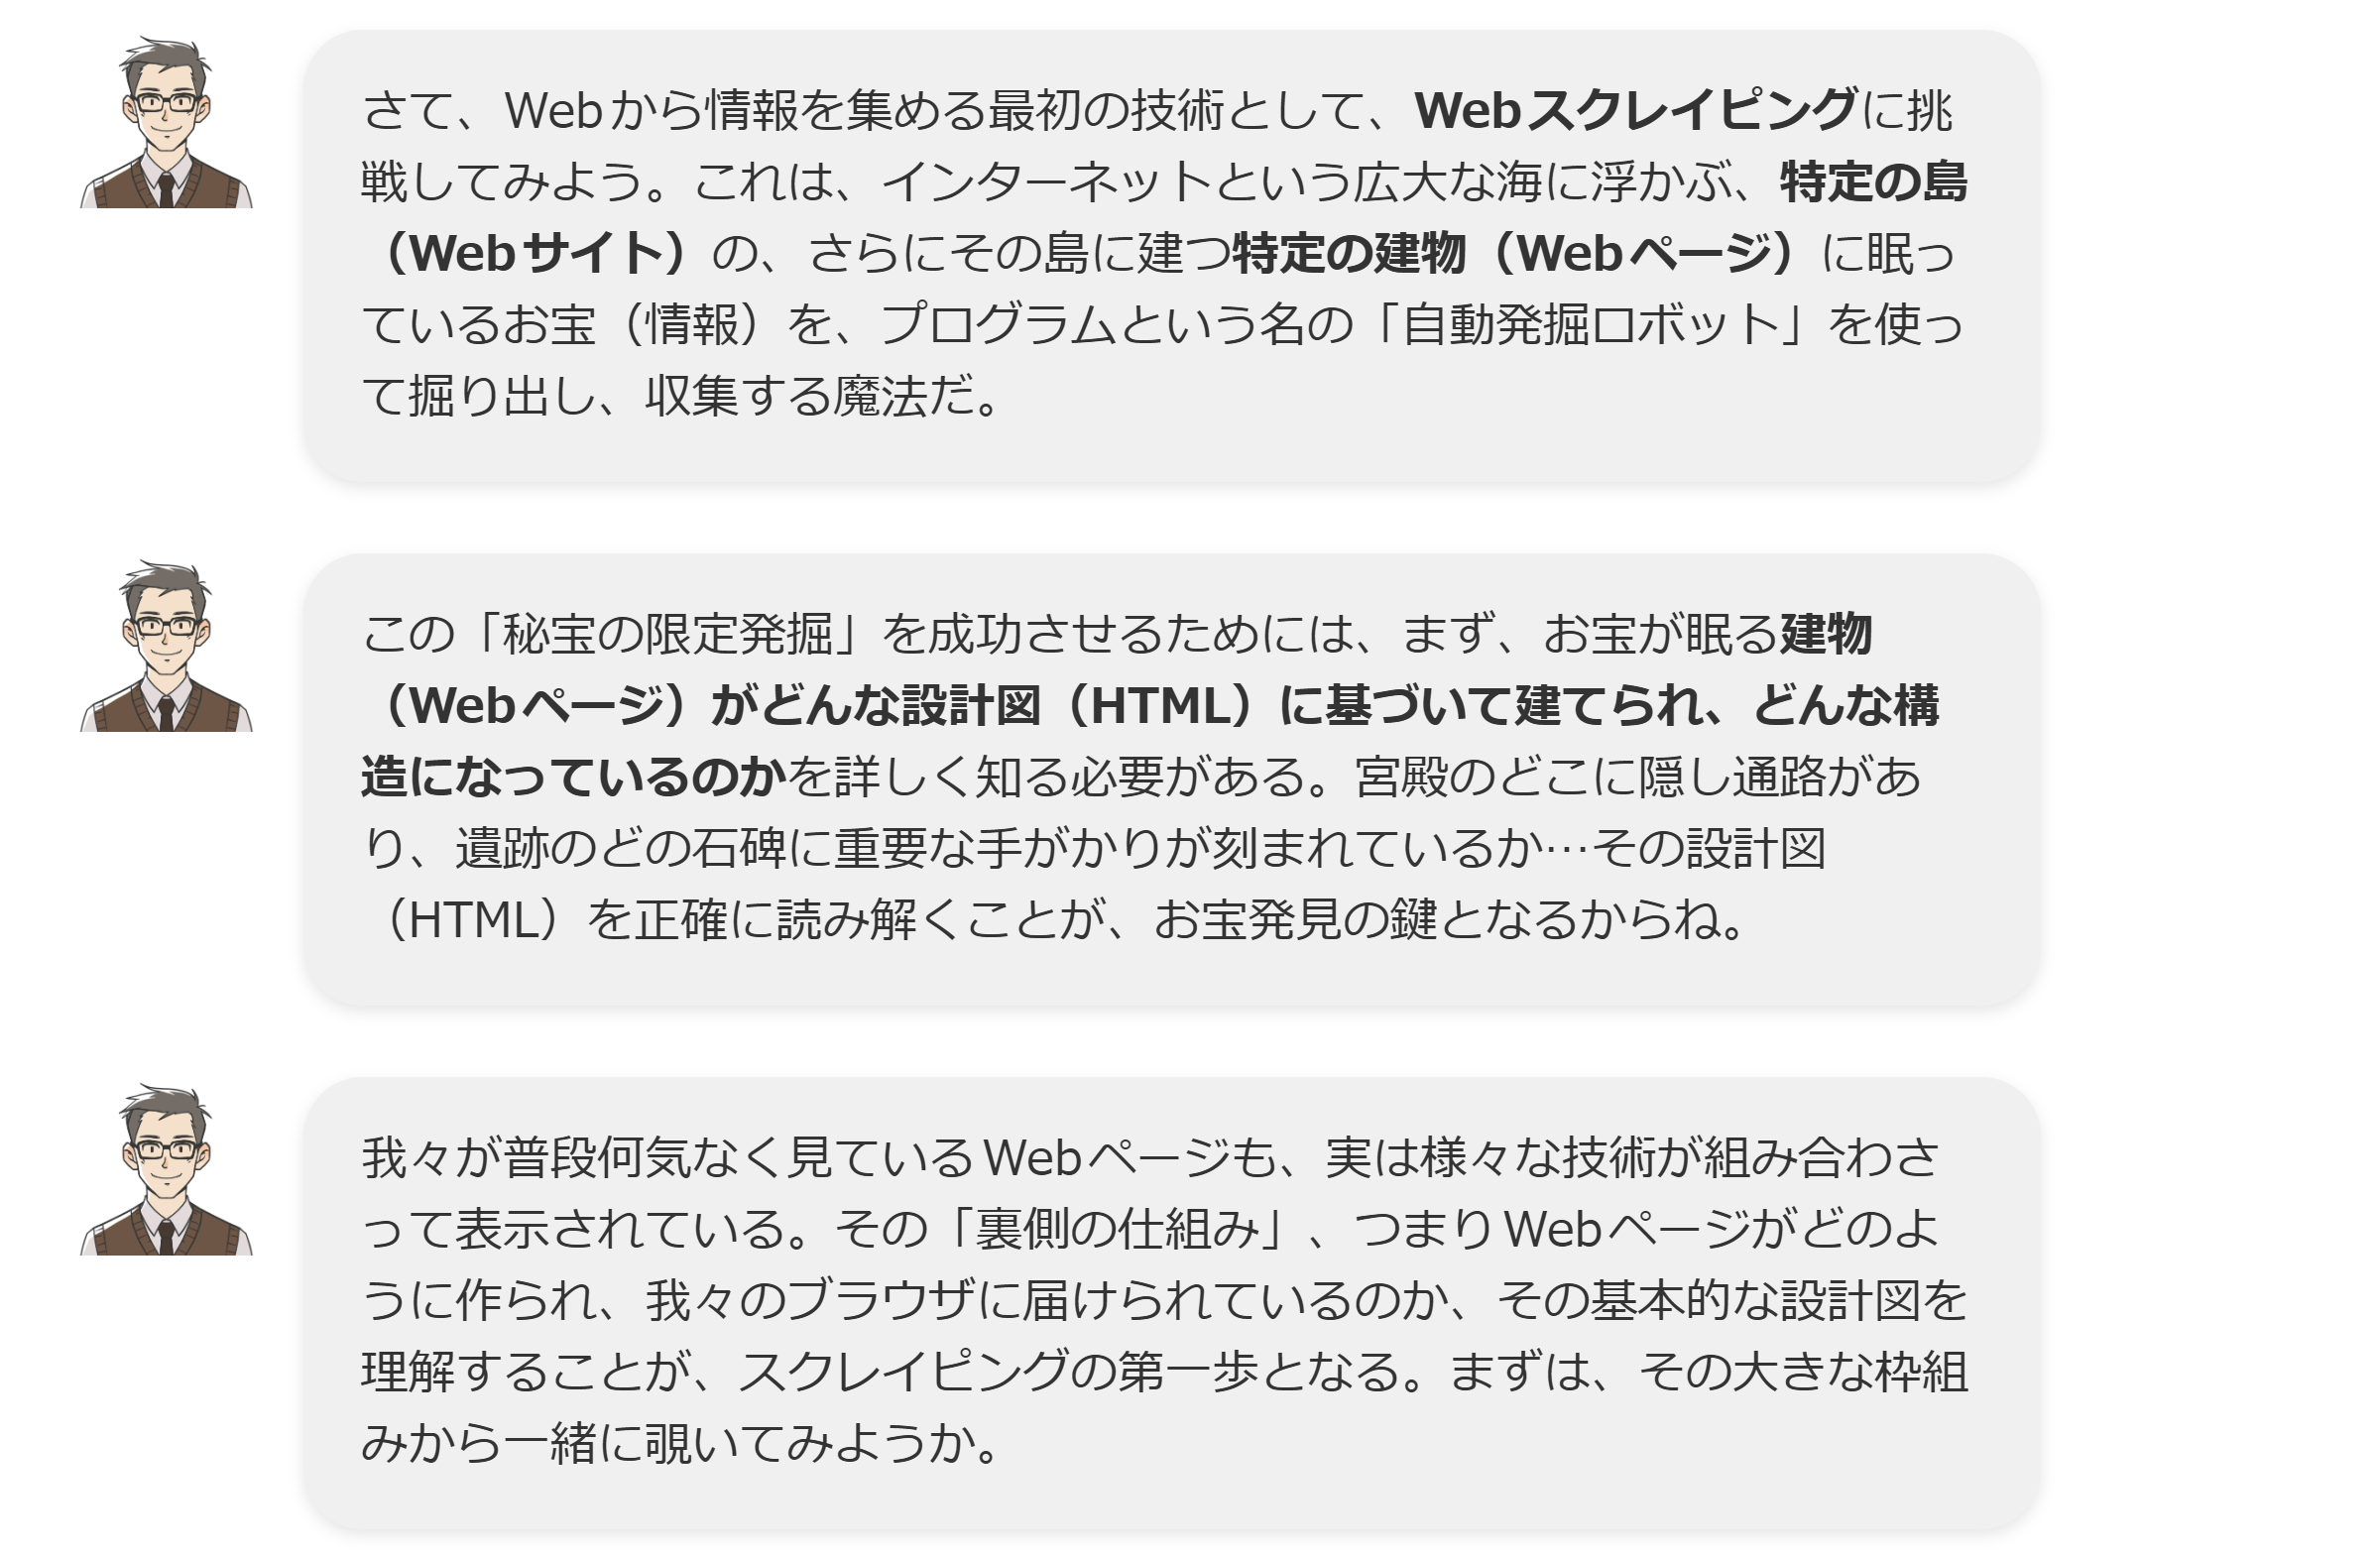 さて、Webから情報を集める最初の技術として、Webスクレイピングに挑
戦してみよう。これは、インターネットという広大な海に浮かぶ、特定の島
（Webサイト）の、さらにその島に建つ特定の建物（Webページ）に眠っ
ているお宝（情報）を、プログラムという名の「自動発掘ロボット」を使っ
て掘り出し、収集する魔法だ。
この「秘宝の限定発掘」を成功させるためには、まず、お宝が眠る建物
（Webページ）がどんな設計図（HTML）に基づいて建てられ、どんな構
造になっているのかを詳しく知る必要がある。宮殿のどこに隠し通路があ
り、遺跡のどの石碑に重要な手がかりが刻まれているか…その設計図
（HTML）を正確に読み解くことが、お宝発見の鍵となるからね。
我々が普段何気なく見ているWebページも、実は様々な技術が組み合わさ
って表示されている。その「裏側の仕組み」、つまりWebページがどのよ
うに作られ、我々のブラウザに届けられているのか、その基本的な設計図を
理解することが、スクレイピングの第一歩となる。まずは、その大きな枠組
みから一緒に覗いてみようか。